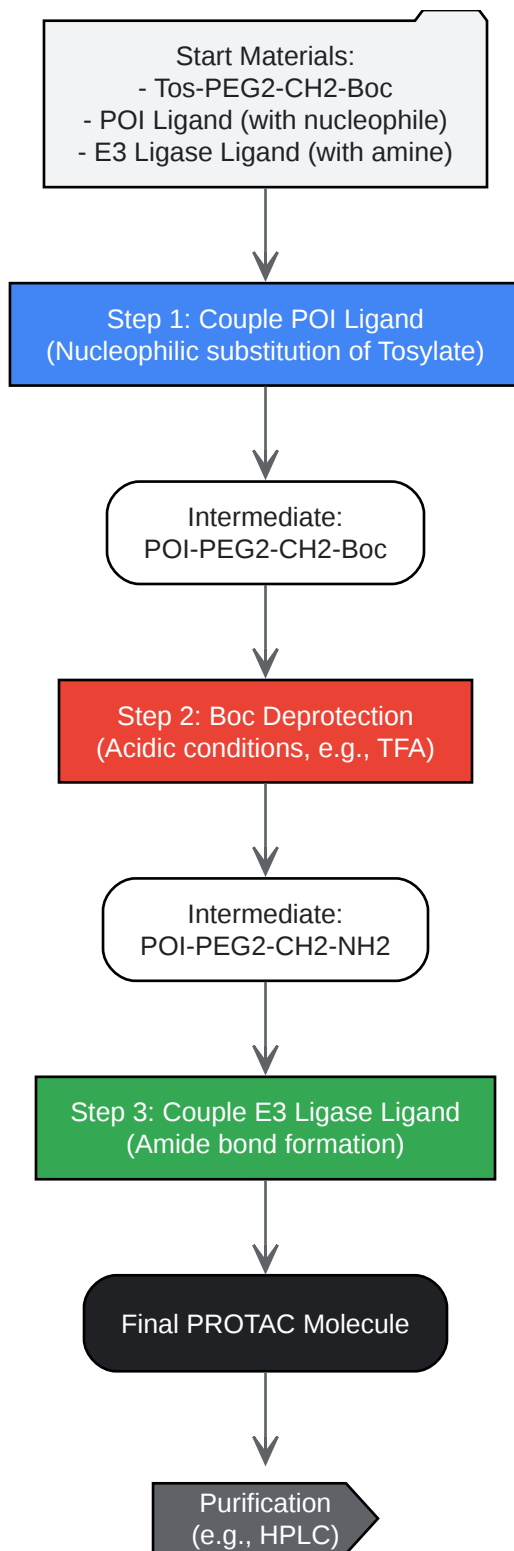 Start Materials:
- Tos-PEG2-CH2-Boc
- POI Ligand (with nucleophile)
- E3 Ligase Ligand (with amine)
Step 1: Couple POI Ligand
(Nucleophilic substitution of Tosylate)
Intermediate:
POI-PEG2-CH2-Boc
Step 2: Boc Deprotection
(Acidic conditions, e.g., TFA)
Intermediate:
POI-PEG2-CH2-NH2
Step 3: Couple E3 Ligase Ligand
(Amide bond formation)
Final PROTAC Molecule
Purification
(e.g., HPLC)